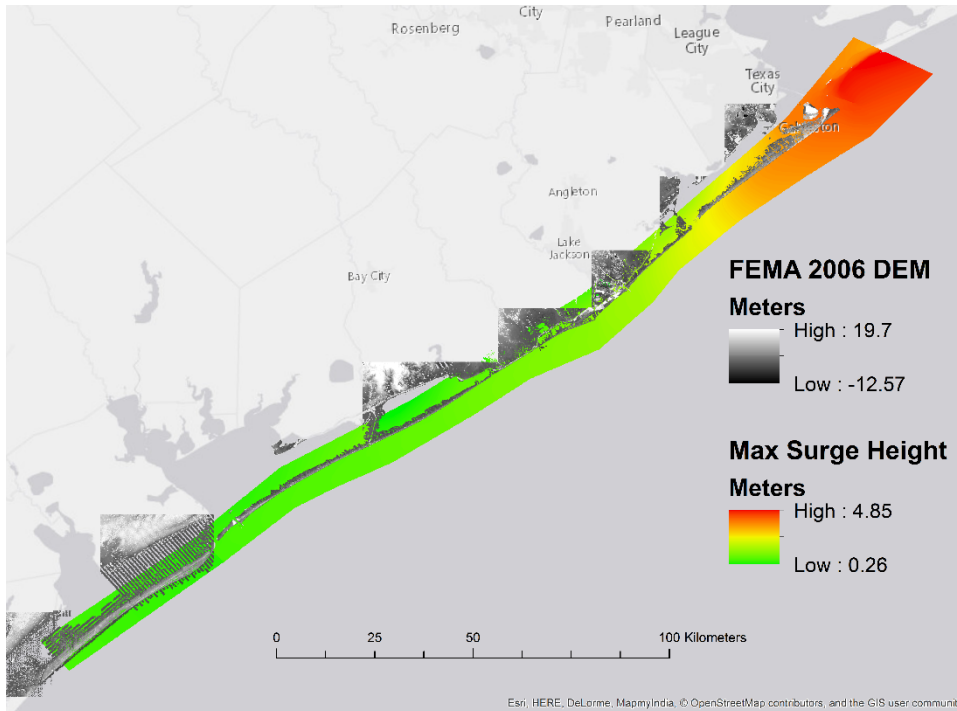 City
Pearland
Rosenberg
League
City
Texas
City
Galveston
Angleton
Lake
Jackson
Bay City
FEMA 2006 DEM
Meters
High : 19.7
Low : -12.57
Max Surge Height
Meters
High : 4.85
Low : 0.26
0 25 50 100 Kilometers
Esri, HERE, DeLorme, MapmyIndia, © OpenStreetMap contributors, and the GIS user communit